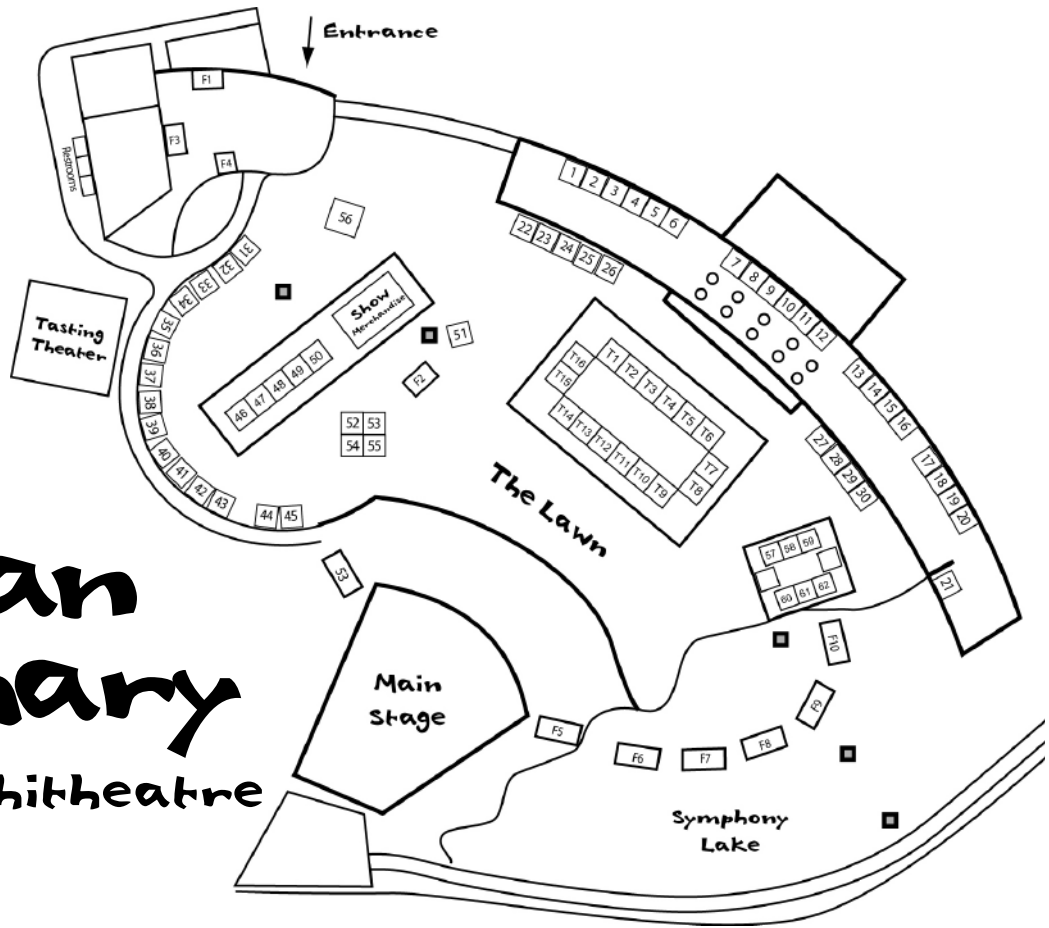 Entrance
F1
F3
F4
Restrooms
56
1
2
3
4
5
6
22
23
24
25
26
7
8
9
10
11
12
13
14
15
16
17
18
19
20
21
27
28
29
30
31
32
33
34
35
36
37
38
39
40
41
42
43
44
45
Tasting
Theater
Show
Merchandise
46
47
48
49
50
51
F2
52 53
54 55
T16
T15
T1
T2
T3
T4
T5
T6
T7
T8
T14
T13
T12
T11
T10
T9
The Lawn
57 58 59
60 61 62
53
Main
Stage
F5
F6
F7
F8
F9
F10
Symphony
Lake
an
nary
hitheatre